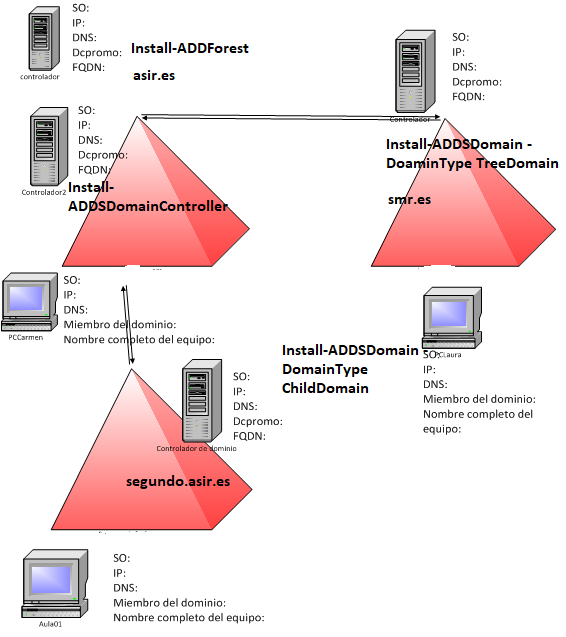 SO:
IP:
DNS:
Dcpromo:
FQDN:
controlador
Install-ADDForest
asir.es
SO:
IP:
DNS:
Dcpromo:
FQDN:
Controlador
SO:
IP:
DNS:
Dcpromo:
FQDN:
Controlador2
Install-
ADDSDomainController
Install-ADDSDomain -
DoaminType TreeDomain
smr.es
SO:
IP:
DNS:
Miembro del dominio:
Nombre completo del equipo:
PCCarmen
Install-ADDSDomain
DomainType
ChildDomain
PCLaura
SO:
IP:
DNS:
Miembro del dominio:
Nombre completo del
equipo:
SO:
IP:
DNS:
Dcpromo:
FQDN:
Controlador de dominio
segundo.asir.es
SO:
IP:
DNS:
Miembro del dominio:
Nombre completo del equipo:
Aula01